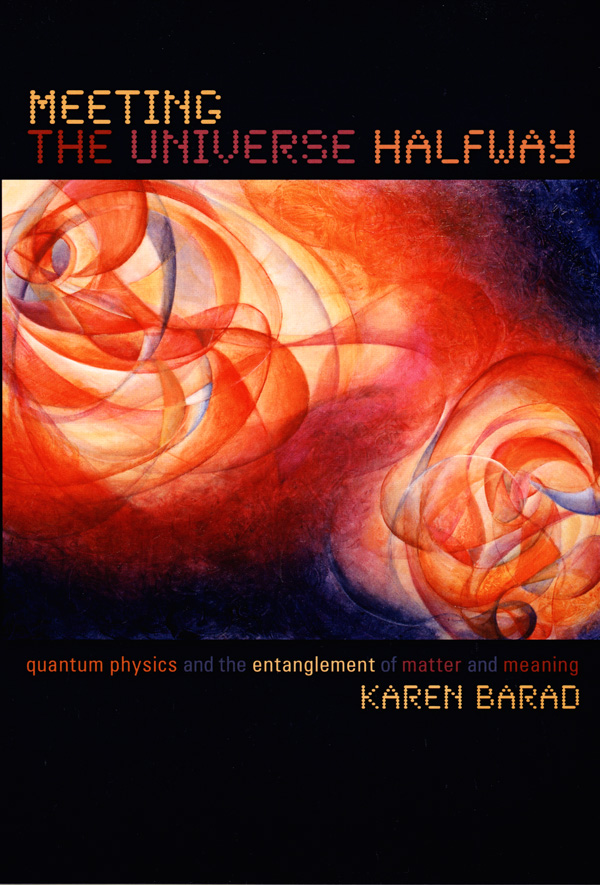 MEETING
THE UNIVERSE HALFWAY
quantum physics and the entanglement of matter and meaning
KAREN BARAD